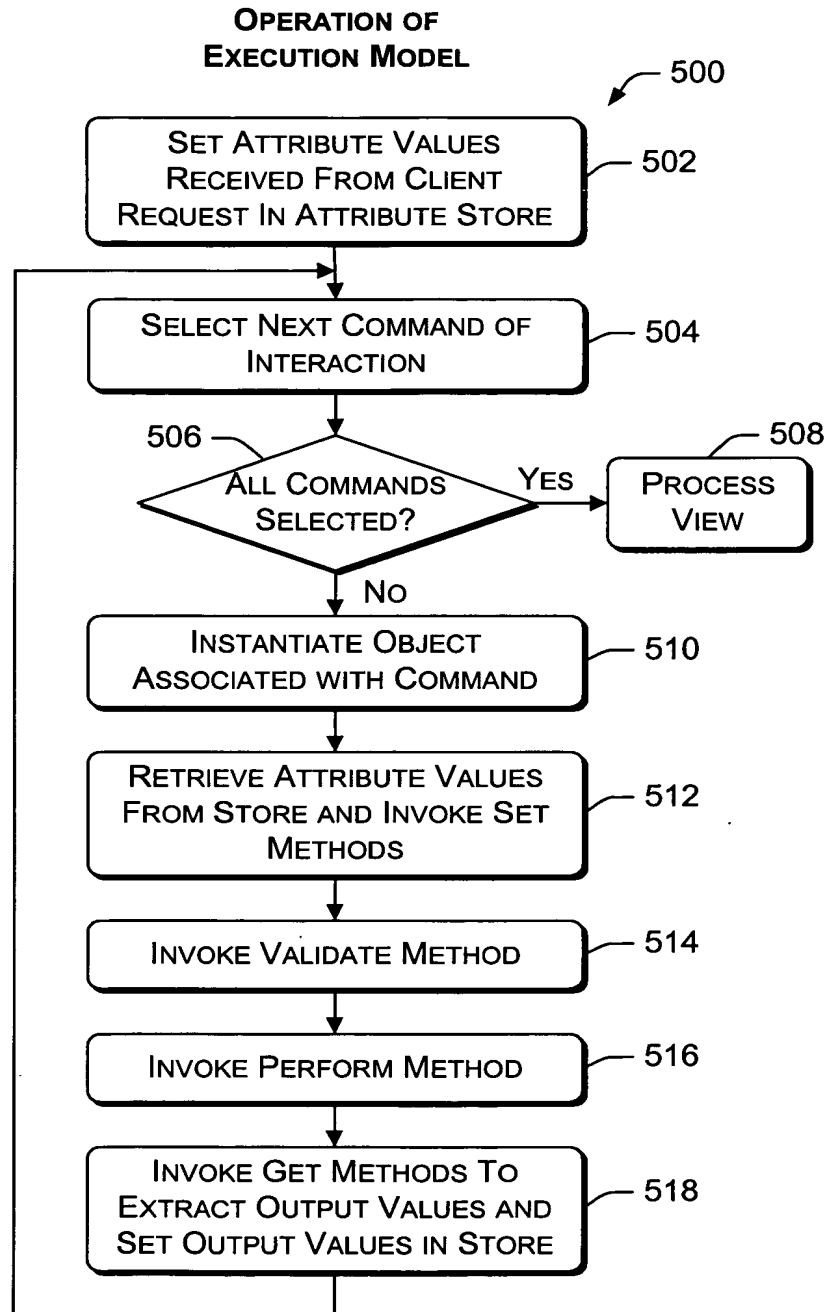 OPERATION OF
EXECUTION MODEL
500
SET ATTRIBUTE VALUES
RECEIVED FROM CLIENT
REQUEST IN ATTRIBUTE STORE
502
SELECT NEXT COMMAND OF
INTERACTION
504
506
ALL COMMANDS
SELECTED?
YES
508
PROCESS
VIEW
NO
INSTANTIATE OBJECT
ASSOCIATED WITH COMMAND
510
RETRIEVE ATTRIBUTE VALUES
FROM STORE AND INVOKE SET
METHODS
512
INVOKE VALIDATE METHOD
514
INVOKE PERFORM METHOD
516
INVOKE GET METHODS TO
EXTRACT OUTPUT VALUES AND
SET OUTPUT VALUES IN STORE
518